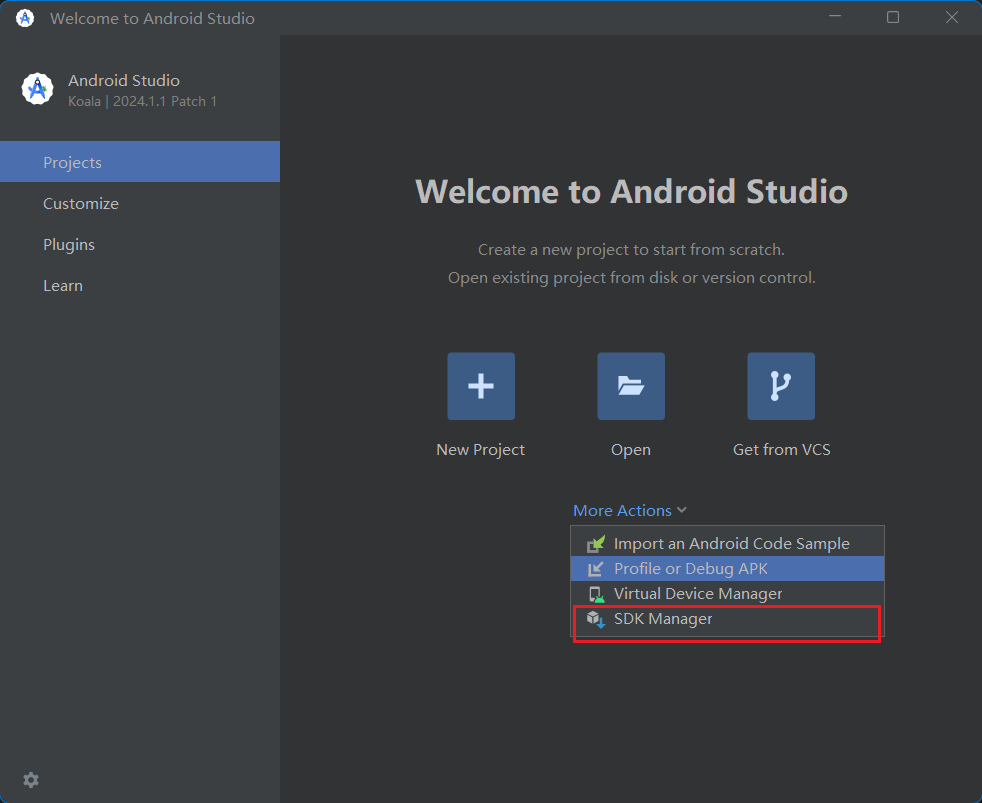 Welcome to Android Studio
Android Studio
Koala | 2024.1.1 Patch 1
Projects
Customize
Plugins
Learn
Welcome to Android Studio
Create a new project to start from scratch.
Open existing project from disk or version control.
New Project
Open
Get from VCS
More Actions
Import an Android Code Sample
Profile or Debug APK
Virtual Device Manager
SDK Manager